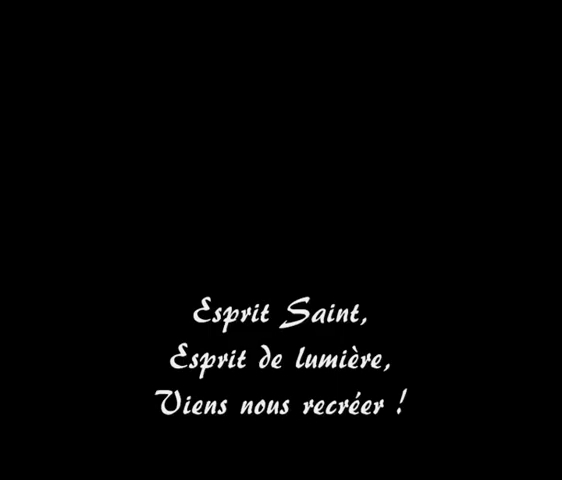 Esprit Saint,
Esprit de lumière,
Viens nous recréer !